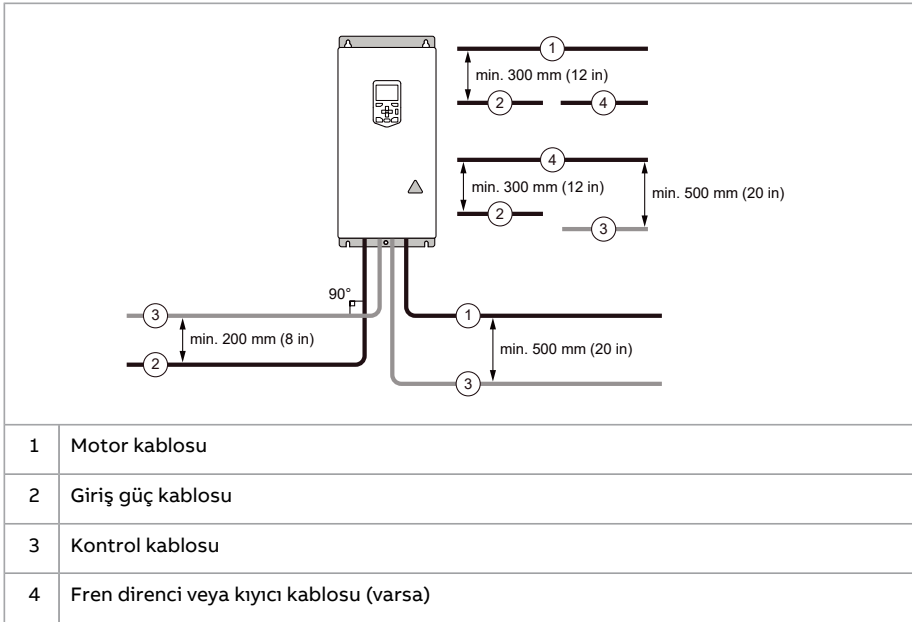 1
min. 300 mm (12 in)
2 4
4
min. 300 mm (12 in)
min. 500 mm (20 in)
2
3
90°
3
1
min. 200 mm (8 in)
min. 500 mm (20 in)
2
3
1 Motor kablosu
2 Giriş güç kablosu
3 Kontrol kablosu
4 Fren direnci veya kıyıcı kablosu (varsa)